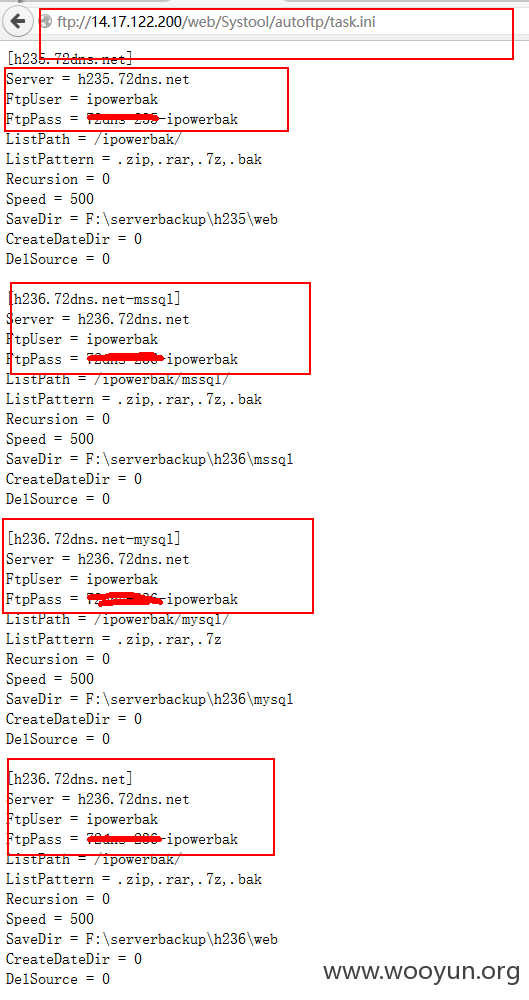 ftp://14.17.122.200/web/Systool/autoftp/task.ini
[h235.72dns.net]
Server = h235.72dns.net
FtpUser = ipowerbak
FtpPass = -ipowerbak
ListPath = /ipowerbak/
ListPattern = .zip,.rar,.7z,.bak
Recursion = 0
Speed = 500
SaveDir = F:\serverbackup\h235\web
CreateDateDir = 0
DelSource = 0
[h236.72dns.net-mssql]
Server = h236.72dns.net
FtpUser = ipowerbak
FtpPass = -ipowerbak
ListPath = /ipowerbak/mssql/
ListPattern = .zip,.rar,.7z,.bak
Recursion = 0
Speed = 500
SaveDir = F:\serverbackup\h236\mssql
CreateDateDir = 0
DelSource = 0
[h236.72dns.net-mysql]
Server = h236.72dns.net
FtpUser = ipowerbak
FtpPass = -ipowerbak
ListPath = /ipowerbak/mysql/
ListPattern = .zip,.rar,.7z
Recursion = 0
Speed = 500
SaveDir = F:\serverbackup\h236\mysql
CreateDateDir = 0
DelSource = 0
[h236.72dns.net]
Server = h236.72dns.net
FtpUser = ipowerbak
FtpPass = -ipowerbak
ListPath = /ipowerbak/
ListPattern = .zip,.rar,.7z,.bak
Recursion = 0
Speed = 500
SaveDir = F:\serverbackup\h236\web
CreateDateDir = 0
DelSource = 0
www.wooyun.org